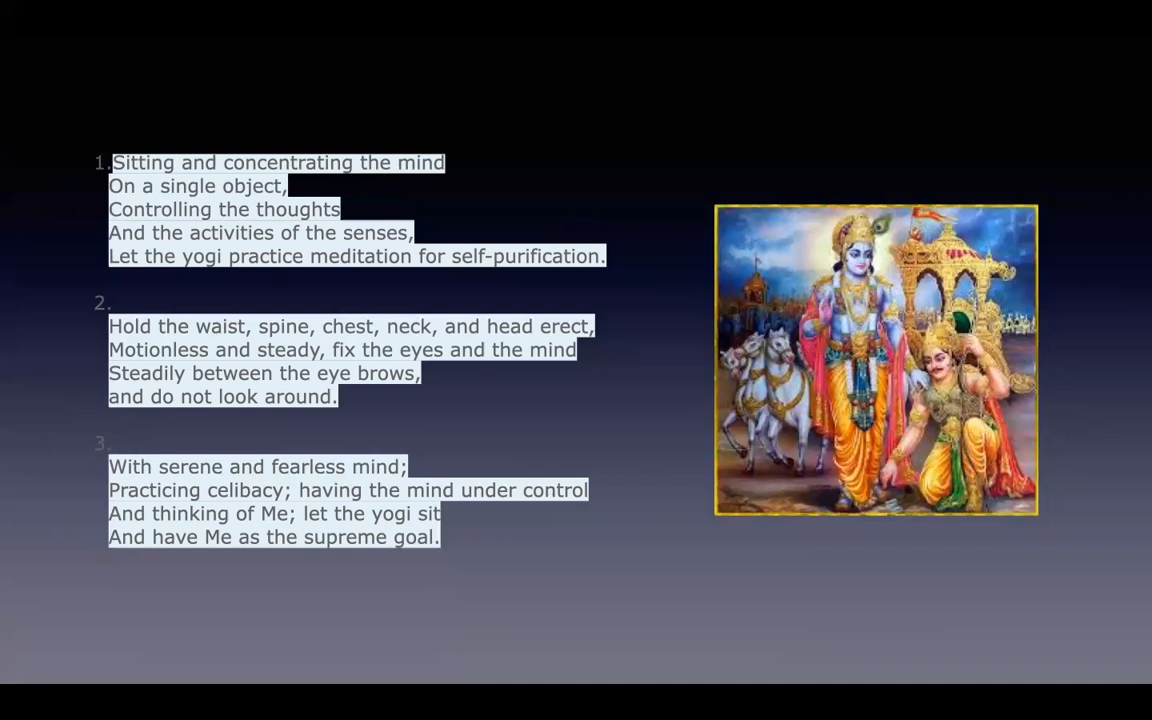 1.Sitting and concentrating the mind
On a single object,
Controlling the thoughts
And the activities of the senses,
Let the yogi practice meditation for self-purification.
2.
Hold the waist, spine, chest, neck, and head erect,
Motionless and steady, fix the eyes and the mind
Steadily between the eye brows,
and do not look around.
3.
With serene and fearless mind;
Practicing celibacy; having the mind under control
And thinking of Me; let the yogi sit
And have Me as the supreme goal.